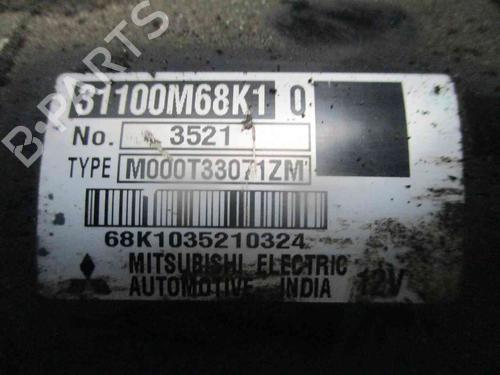 31100M68K1 0
No. 3521
TYPE M000T33071ZM
68K1035210324
MITSUBISHI ELECTRIC
AUTOMOTIVE INDIA 12V
B-PARTS